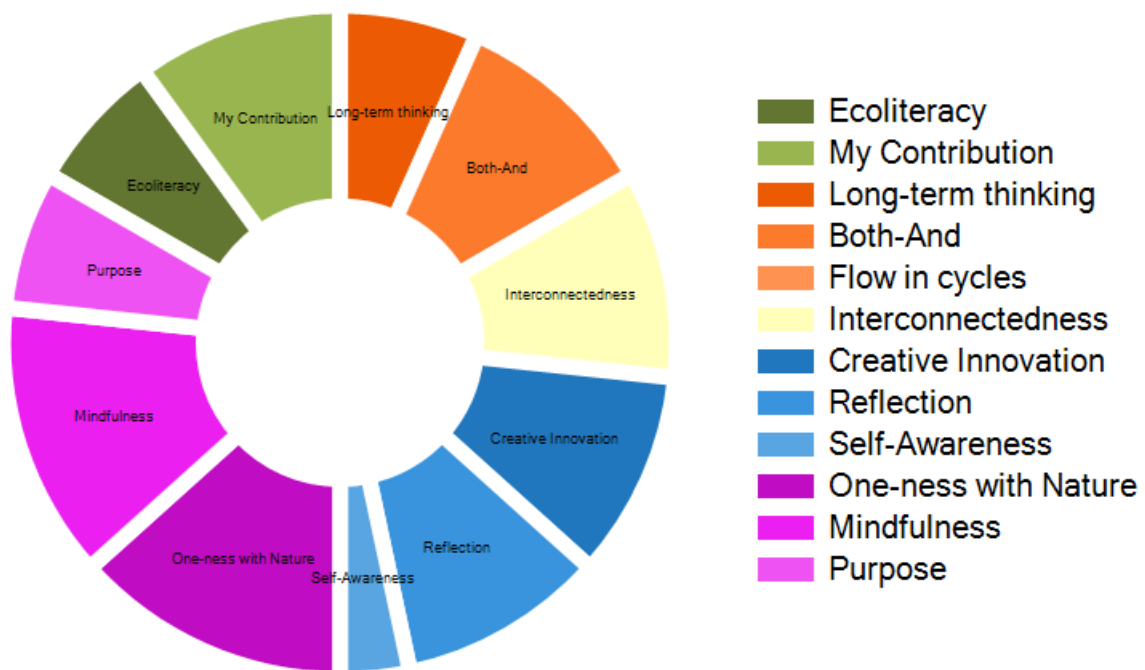 My Contribution
Long-term thinking
Both-And
Ecoliteracy
Purpose
Interconnectedness
Mindfulness
Creative Innovation
One-ness with Nature
Self-Awareness
Reflection
Ecoliteracy
My Contribution
Long-term thinking
Both-And
Flow in cycles
Interconnectedness
Creative Innovation
Reflection
Self-Awareness
One-ness with Nature
Mindfulness
Purpose